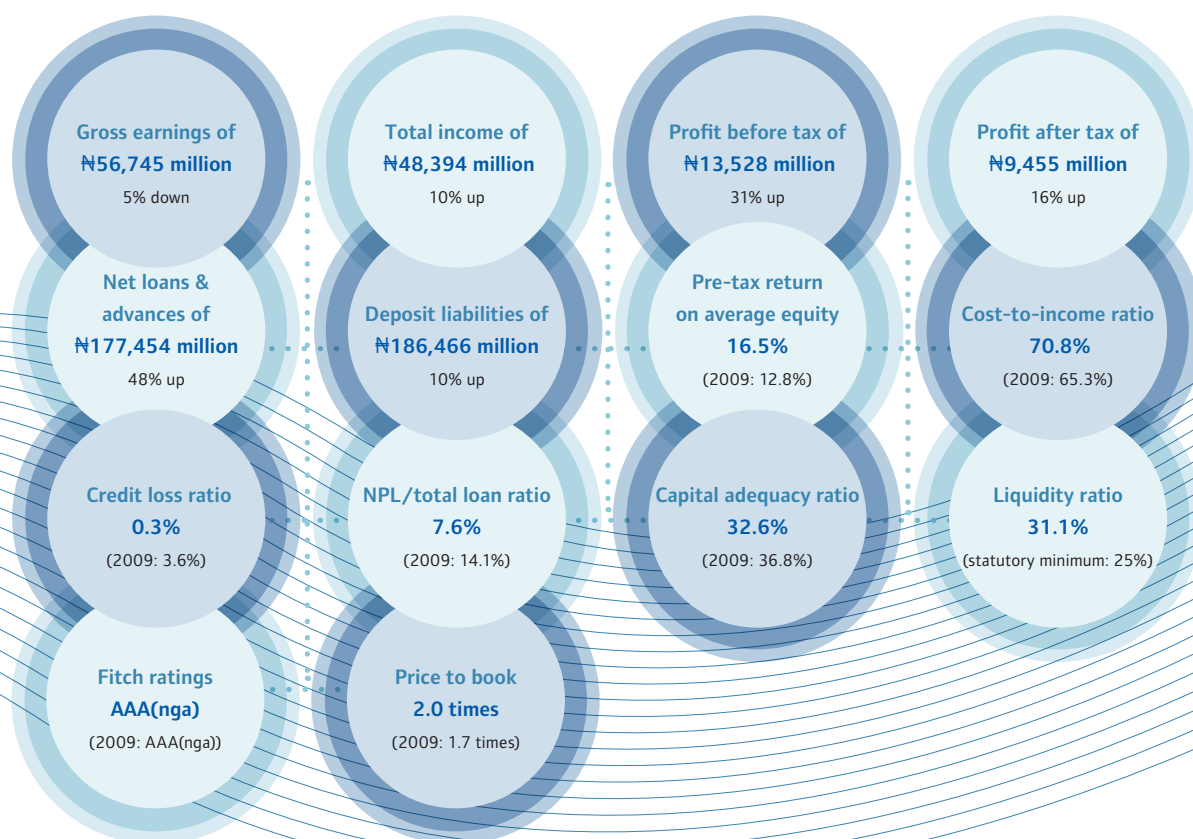 Gross earnings of
₦56,745 million
5% down
Total income of
₦48,394 million
10% up
Profit before tax of
₦13,528 million
31% up
Profit after tax of
₦9,455 million
16% up
Net loans &
advances of
₦177,454 million
48% up
Deposit liabilities of
₦186,466 million
10% up
Pre-tax return
on average equity
16.5%
(2009: 12.8%)
Cost-to-income ratio
70.8%
(2009: 65.3%)
Credit loss ratio
0.3%
(2009: 3.6%)
NPL/total loan ratio
7.6%
(2009: 14.1%)
Capital adequacy ratio
32.6%
(2009: 36.8%)
Liquidity ratio
31.1%
(statutory minimum: 25%)
Fitch ratings
AAA(nga)
(2009: AAA(nga))
Price to book
2.0 times
(2009: 1.7 times)